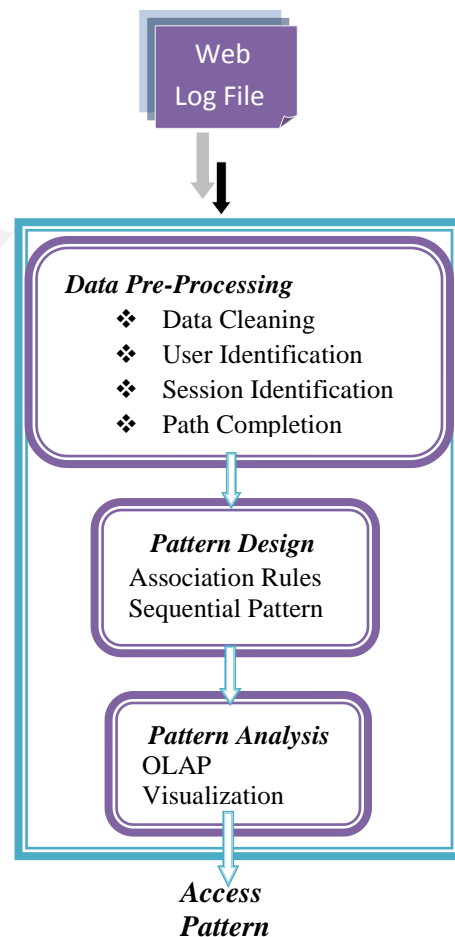 Web
Log File
Data Pre-Processing
❖ Data Cleaning
❖ User Identification
❖ Session Identification
❖ Path Completion
Pattern Design
Association Rules
Sequential Pattern
Pattern Analysis
OLAP
Visualization
Access
Pattern